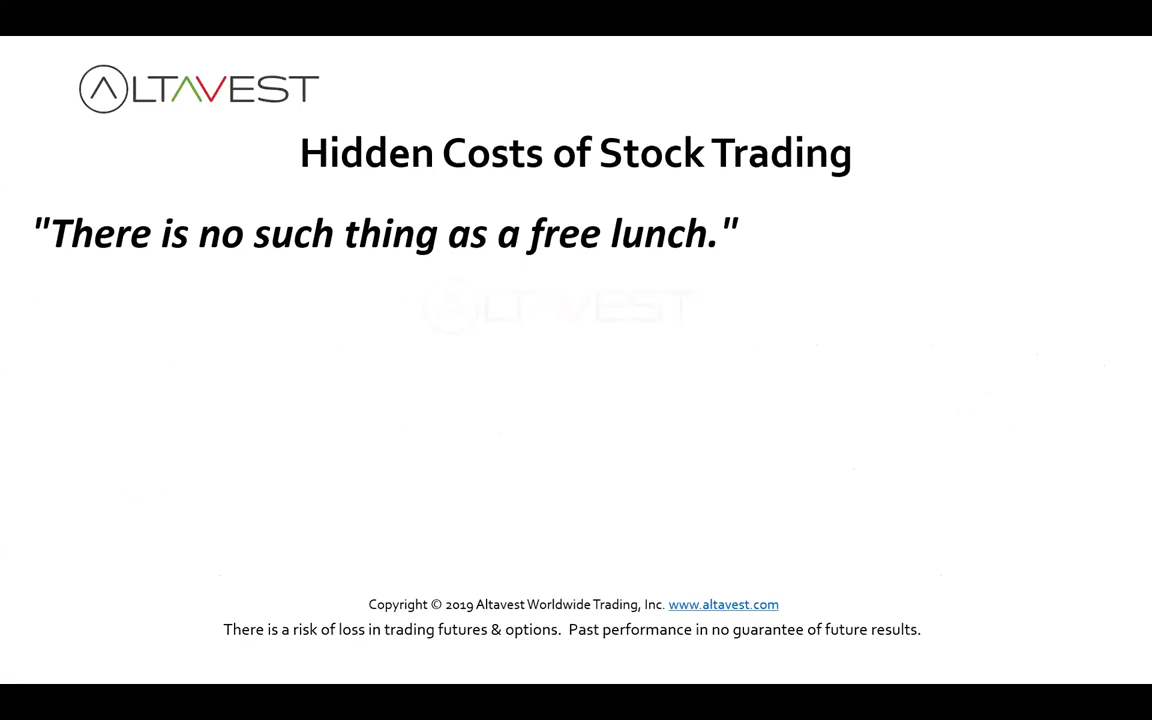 ALTAVEST
Hidden Costs of Stock Trading
"There is no such thing as a free lunch."
ALTAVEST
Copyright © 2019 Altavest Worldwide Trading, Inc. www.altavest.com
There is a risk of loss in trading futures & options. Past performance in no guarantee of future results.